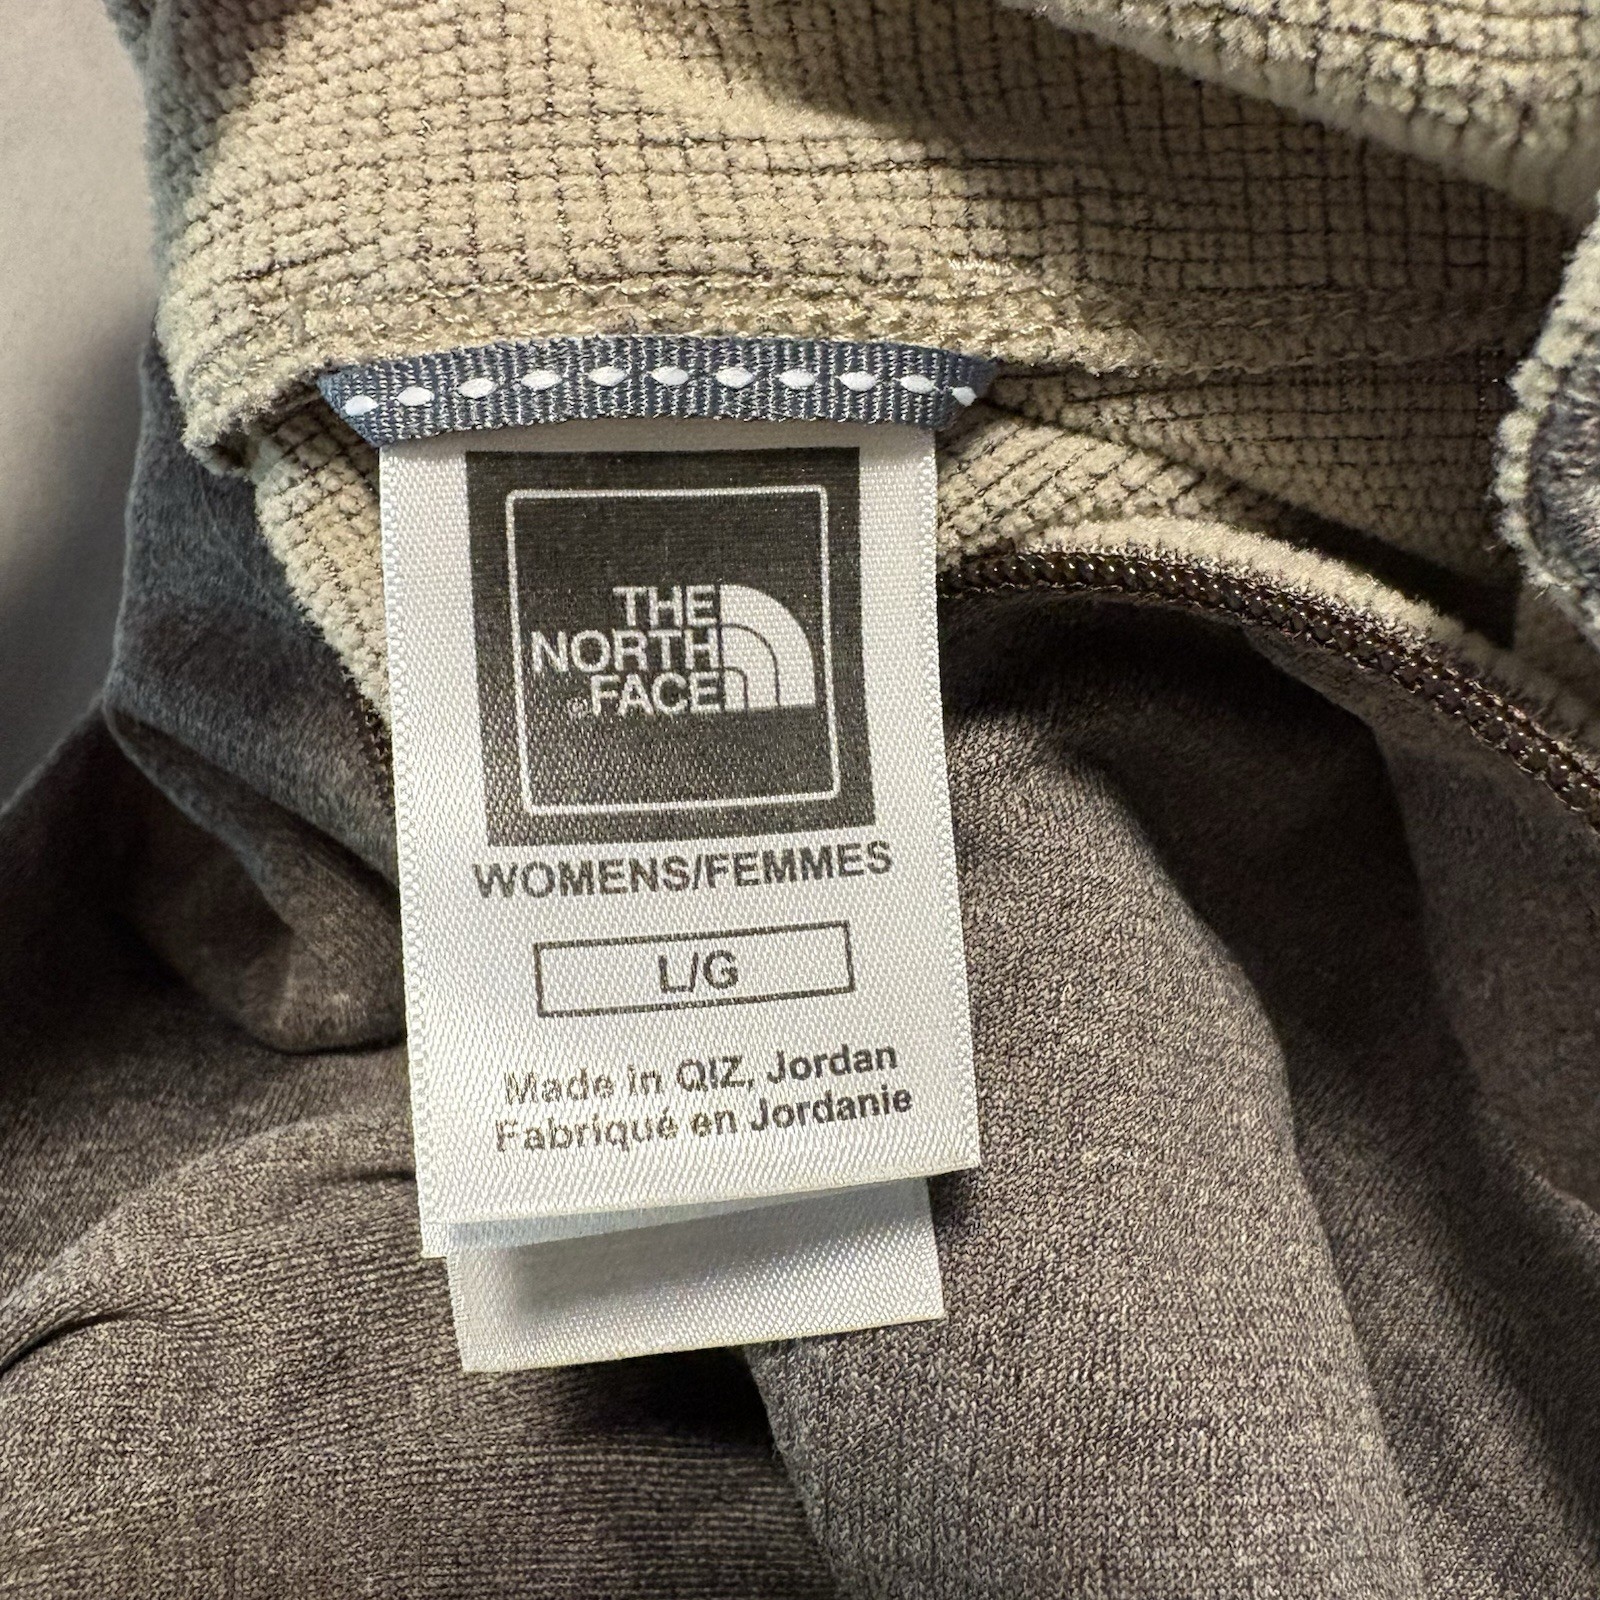 THE
NORTH
®FACE
WOMENS/FEMMES
L/G
Made in QIZ, Jordan
Fabriqué en Jordanie